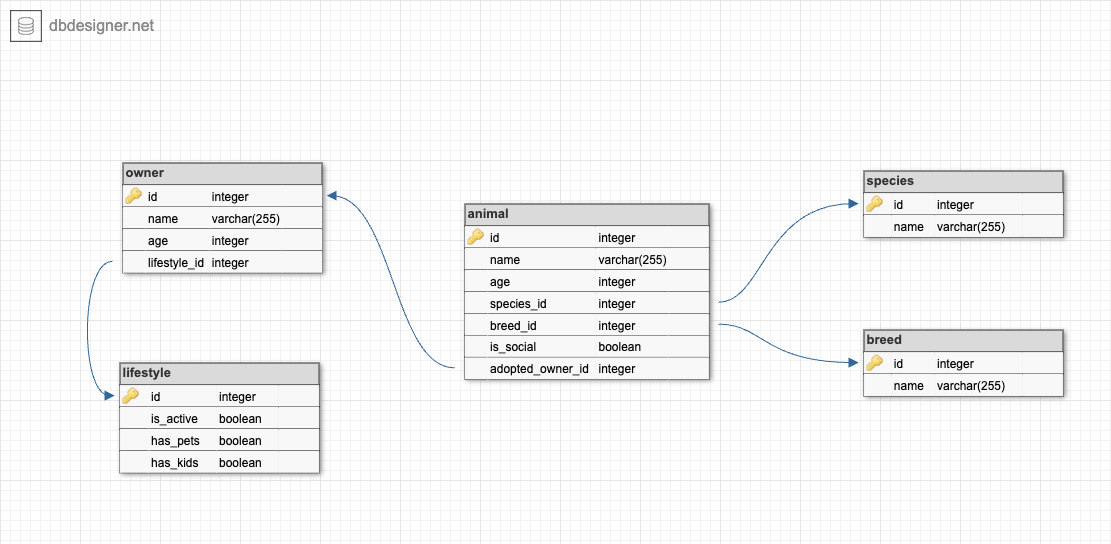 dbdesigner.net
owner
id integer
name varchar(255)
age integer
lifestyle_id integer
lifestyle
id integer
is_active boolean
has_pets boolean
has_kids boolean
animal
id integer
name varchar(255)
age integer
species_id integer
breed_id integer
is_social boolean
adopted_owner_id integer
species
id integer
name varchar(255)
breed
id integer
name varchar(255)